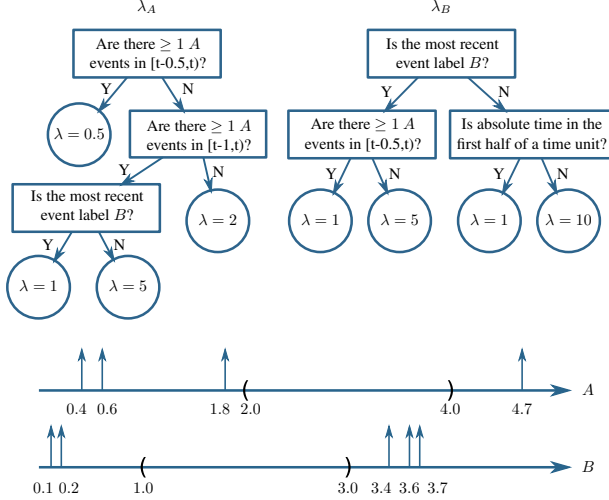 λA
λB
Are there ≥ 1 A
events in [t-0.5,t)?
Is the most recent
event label B?
Y
N
Y
N
λ = 0.5
Are there ≥ 1 A
events in [t-1,t)?
Are there ≥ 1 A
events in [t-0.5,t)?
Is absolute time in the
first half of a time unit?
Y
N
Y
N
Y
N
Is the most recent
event label B?
λ = 2
λ = 1
λ = 5
λ = 1
λ = 10
Y
N
λ = 1
λ = 5
A
0.4 0.6 1.8 2.0 4.0 4.7
B
0.1 0.2 1.0 3.0 3.4 3.6 3.7